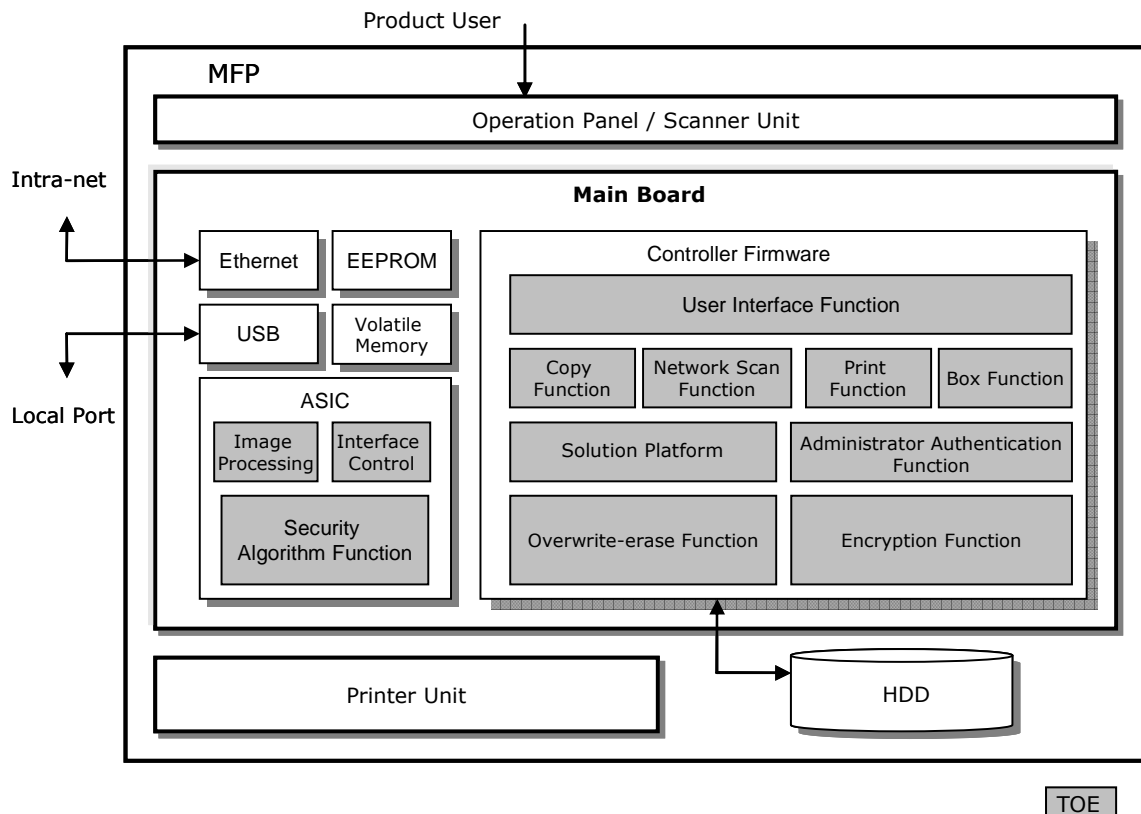 Product User
MFP
Operation Panel / Scanner Unit
Intra-net
Main Board
Ethernet
EEPROM
Controller Firmware
User Interface Function
USB
Volatile
Memory
Copy
Function
Network Scan
Function
Print
Function
Box Function
Local Port
ASIC
Image
Processing
Interface
Control
Solution Platform
Administrator Authentication
Function
Security
Algorithm Function
Overwrite-erase Function
Encryption Function
Printer Unit
HDD
TOE